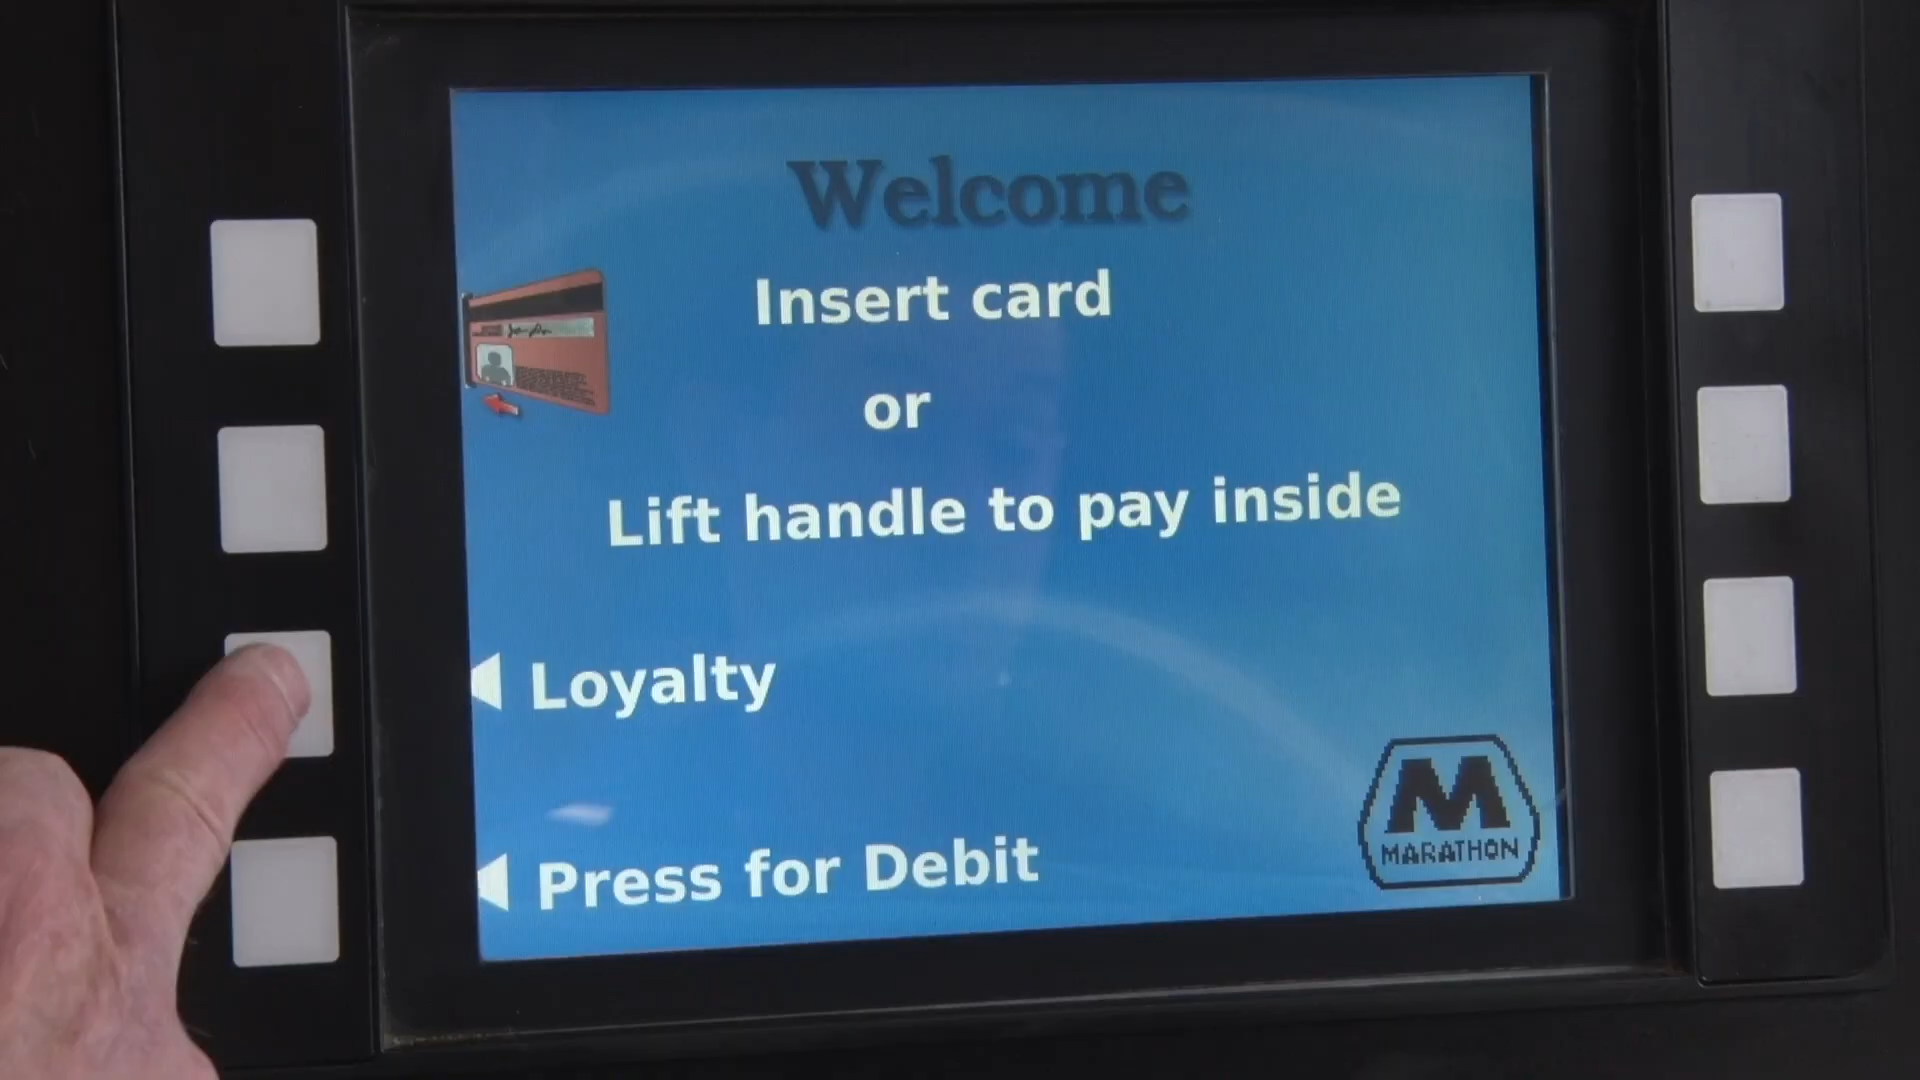 Welcome
Insert card
or
Lift handle to pay inside
Loyalty
Press for Debit
M
MARATHON